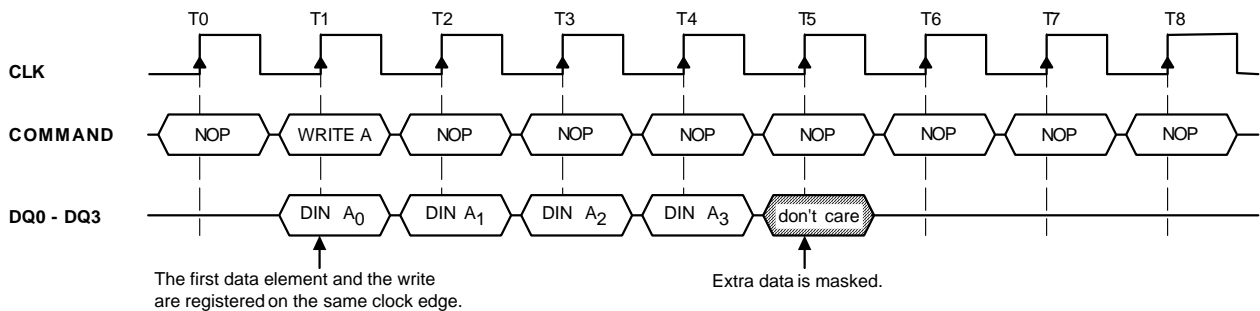 T0 T1 T2 T3 T4 T5 T6 T7 T8
CLK
COMMAND NOP WRITE A NOP NOP NOP NOP NOP NOP NOP
DQ0 - DQ3 DIN A0 DIN A1 DIN A2 DIN A3 don't care
The first data element and the write
are registered on the same clock edge.
Extra data is masked.